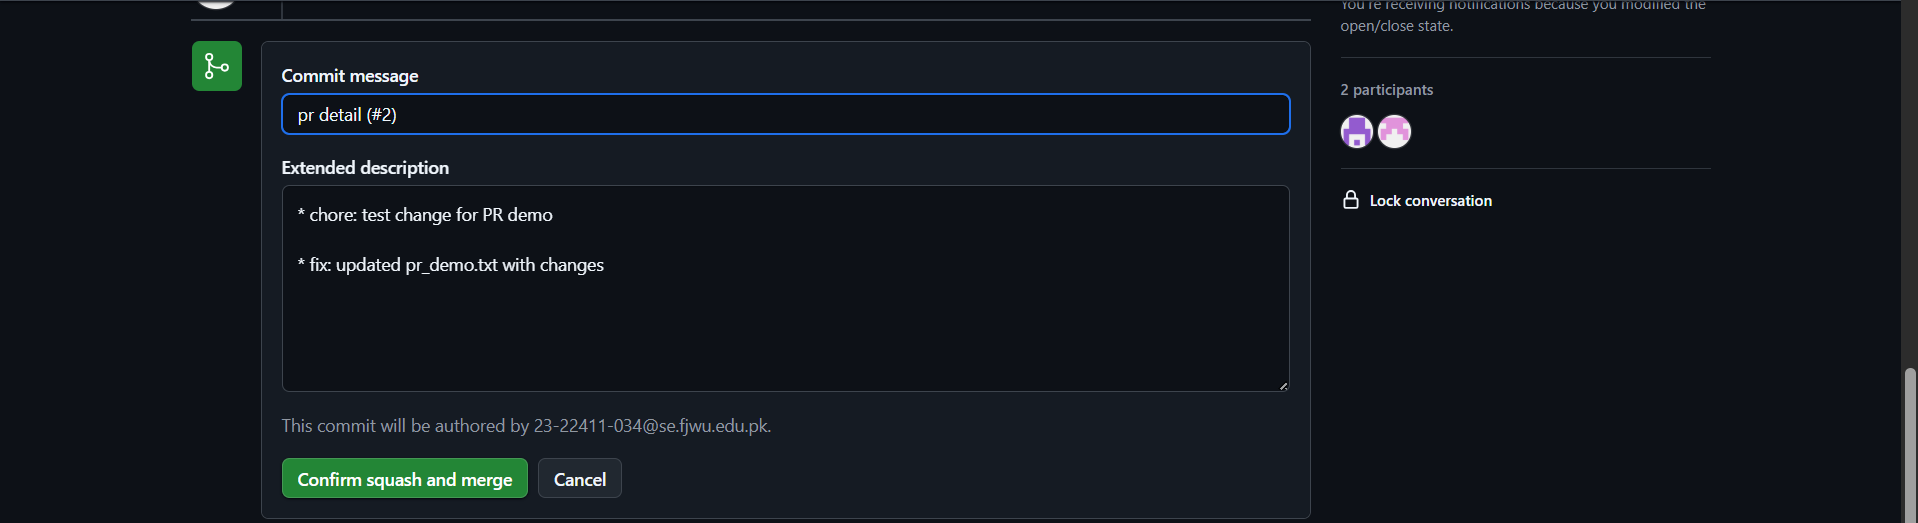 You're receiving notifications because you modified the
open/close state.
Commit message
pr detail (#2)
Extended description
* chore: test change for PR demo
* fix: updated pr_demo.txt with changes
This commit will be authored by 23-22411-034@se.fjwu.edu.pk.
Confirm squash and merge
Cancel
2 participants
Lock conversation